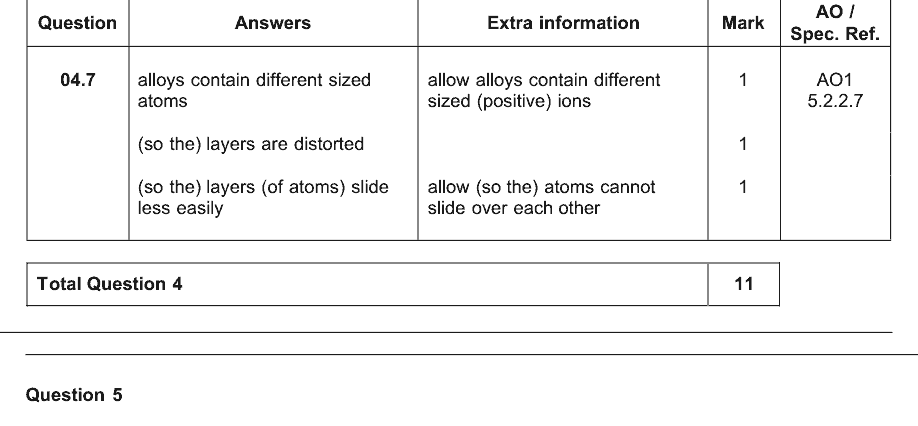 Question Answers Extra information Mark AO /
Spec. Ref.
04.7 alloys contain different sized allow alloys contain different 1 AO1
atoms sized (positive) ions 5.2.2.7
(so the) layers are distorted 1
(so the) layers (of atoms) slide allow (so the) atoms cannot 1
less easily slide over each other
Total Question 4 11
Question 5